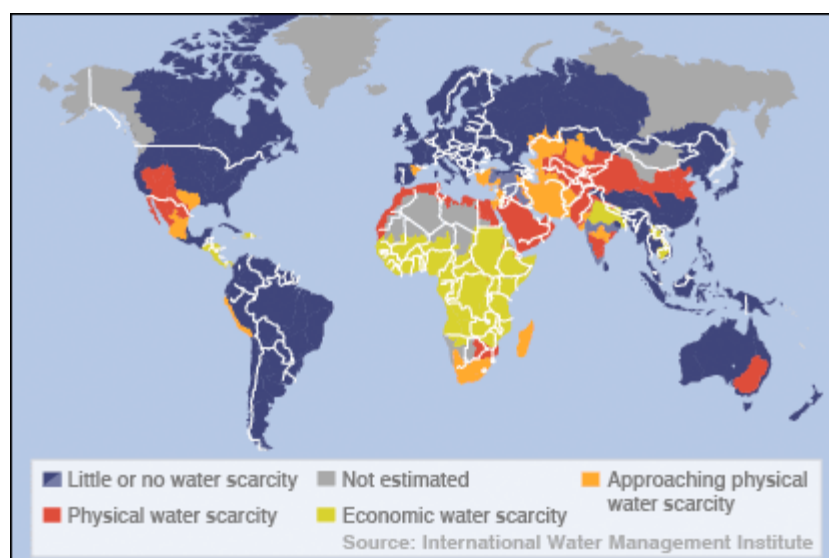 Little or no water scarcity
Not estimated
Approaching physical
water scarcity
Physical water scarcity
Economic water scarcity
Source: International Water Management Institute